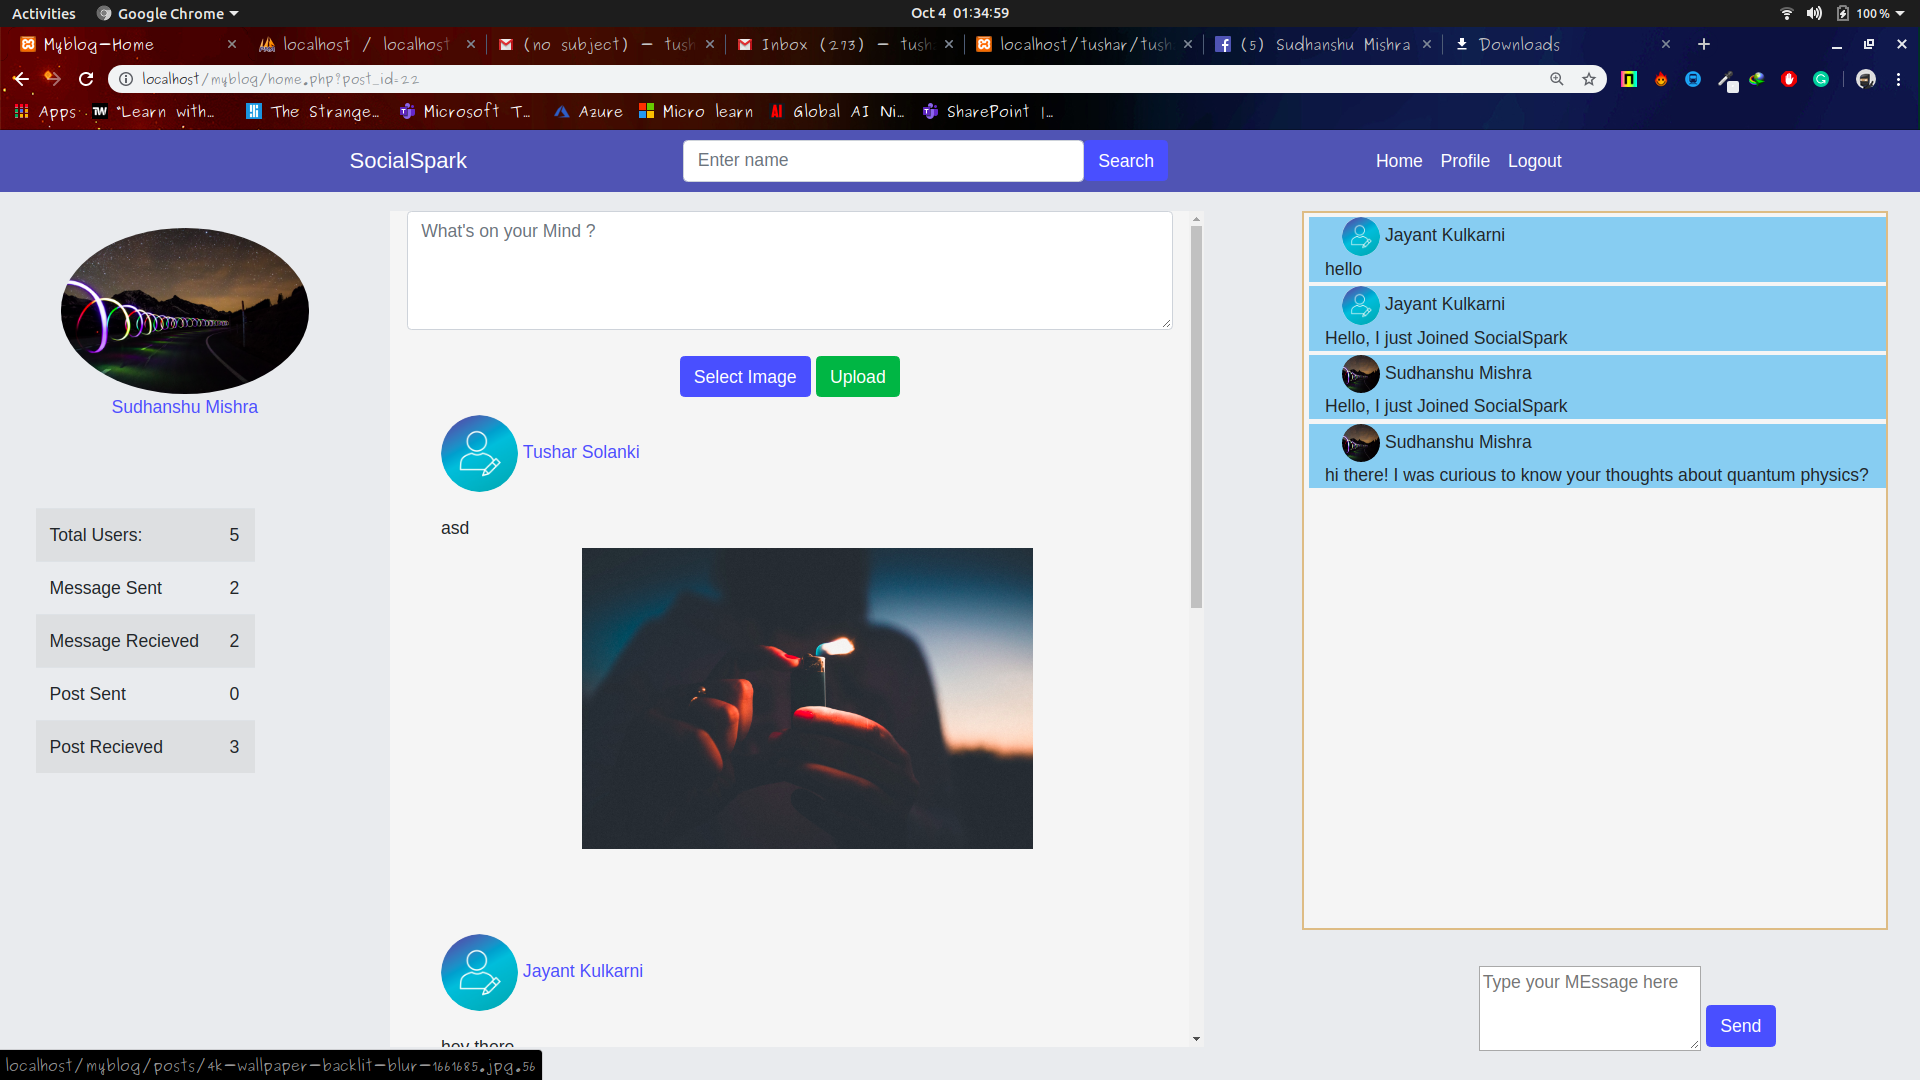 Activities Google Chrome Oct 4 01:34:59 100 %
Myblog-Home localhost / localhost (no subject) - tush Inbox (273) - tush localhost/tushar/tush (5) Sudhanshu Mishra Downloads
localhost/myblog/home.php?post_id=22
Apps "Learn with... The Strange... Microsoft T... Azure Micro learn Global AI Ni... SharePoint |...
SocialSpark Enter name Search Home Profile Logout
Sudhanshu Mishra
Total Users: 5
Message Sent 2
Message Recieved 2
Post Sent 0
Post Recieved 3
What's on your Mind ?
Select Image Upload
Tushar Solanki
asd
Jayant Kulkarni
hey there
Jayant Kulkarni
hello
Jayant Kulkarni
Hello, I just Joined SocialSpark
Sudhanshu Mishra
Hello, I just Joined SocialSpark
Sudhanshu Mishra
hi there! I was curious to know your thoughts about quantum physics?
Type your MEssage here
Send
localhost/myblog/posts/4k-wallpaper-backlit-blur-1661685.jpg.56